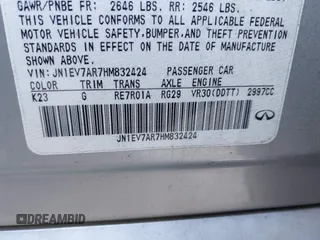 GAWR/PNBE FR: 2646 LBS. RR: 2546 LBS.
THIS VEHICLE CONFORMS TO ALL APPLICABLE FEDERAL
MOTOR VEHICLE SAFETY,BUMPER,AND THEFT PREVENTION
STANDARDS IN EFFECT ON THE DATE OF MANUFACTURE
SHOWN ABOVE.
VIN: JN1EV7AR7HM832424 PASSENGER CAR
COLOR TRIM TRANS AXLE ENGINE
K23 G RE7R01A RG29 VR30(DDTT) 2997CC
JN1EV7AR7HM832424
INFINITI
DREAMBID